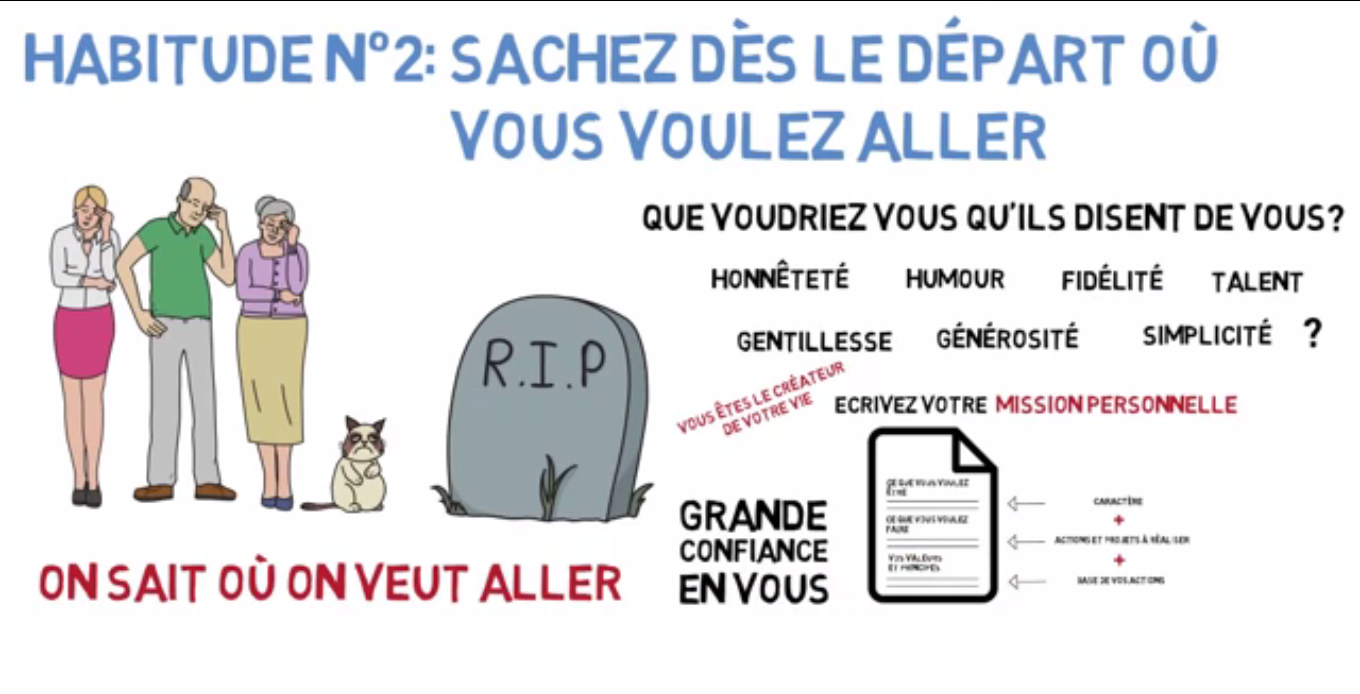 HABITUDE N°2: SACHEZ DÈS LE DÉPART OÙ
VOUS VOULEZ ALLER
QUE VOUDRIEZ VOUS QU'ILS DISENT DE VOUS?
HONNÊTETÉ HUMOUR FIDÉLITÉ TALENT
GENTILLESSE GÉNÉROSITÉ SIMPLICITÉ ?
R.I.P
VOUS ÊTES LE CRÉATEUR
DE VOTRE VIE
ECRIVEZ VOTRE MISSION PERSONNELLE
CE QUE VOUS VOULEZ
ÊTRE
CE QUE VOUS VOULEZ
FAIRE
VOS VALEURS
ET PRINCIPES
CARACTÈRE
+
ACTIONS ET PROJETS À RÉALISER
+
BASE DE VOS ACTIONS
GRANDE
CONFIANCE
EN VOUS
ON SAIT OÙ ON VEUT ALLER